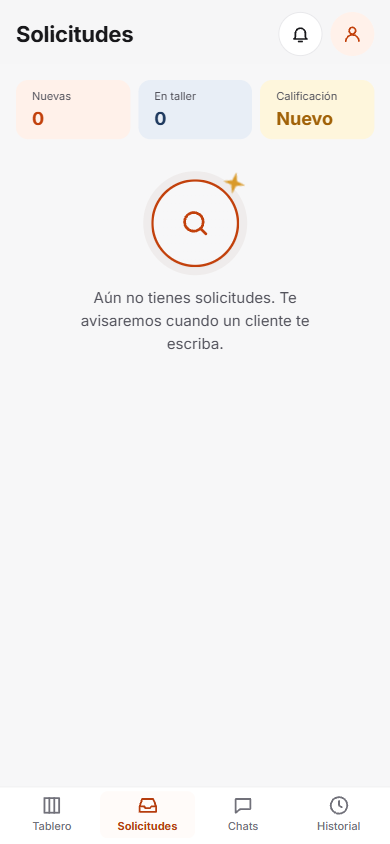 Solicitudes
Nuevas
0
En taller
0
Calificación
Nuevo
Aún no tienes solicitudes. Te
avisaremos cuando un cliente te
escriba.
Tablero
Solicitudes
Chats
Historial